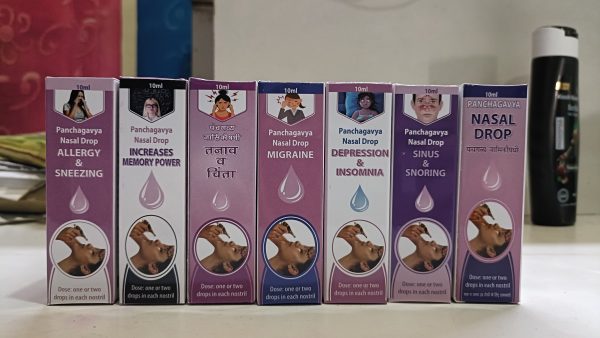 10ml
Panchagavya
Nasal Drop
ALLERGY
&
SNEEZING
Dose: one or two
drops in each nostril
10ml
Panchagavya
Nasal Drop
INCREASES
MEMORY POWER
Dose: one or two
drops in each nostril
10ml
पंचगव्य
तनाव
व
चिंता
Dose: one or two
drops in each nostril
10ml
Panchagavya
Nasal Drop
MIGRAINE
Dose: one or two
drops in each nostril
10ml
Panchagavya
Nasal Drop
DEPRESSION
&
INSOMNIA
Dose: one or two
drops in each nostril
10ml
Panchagavya
Nasal Drop
SINUS
&
SNORING
Dose: one or two
drops in each nostril
10ml
PANCHAGAVYA
NASAL
DROP
Dose: one or two
drops in each nostril